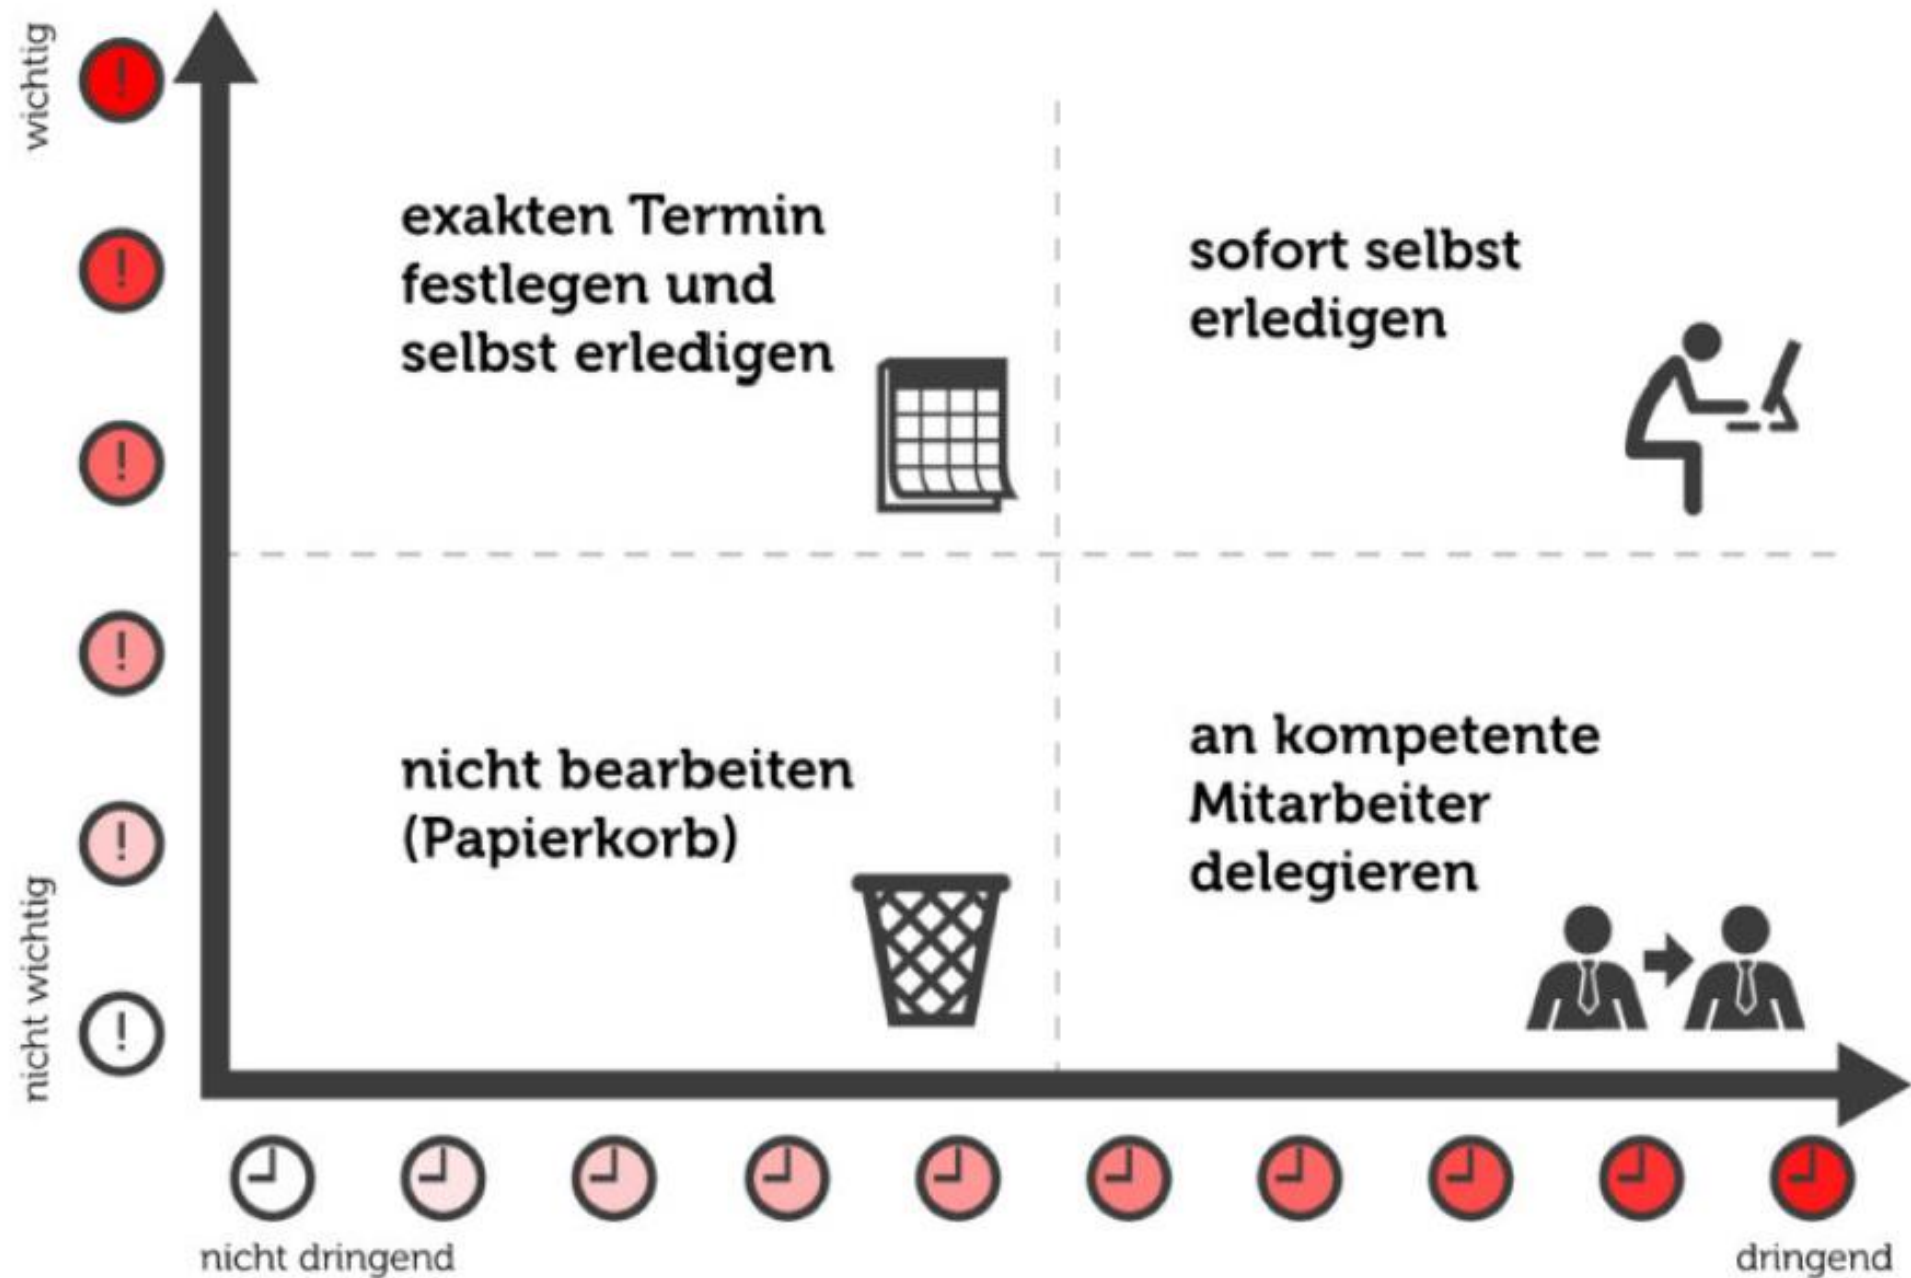 wichtig
exakten Termin
festlegen und
selbst erledigen
sofort selbst
erledigen
nicht bearbeiten
(Papierkorb)
an kompetente
Mitarbeiter
delegieren
nicht wichtig
nicht dringend
dringend